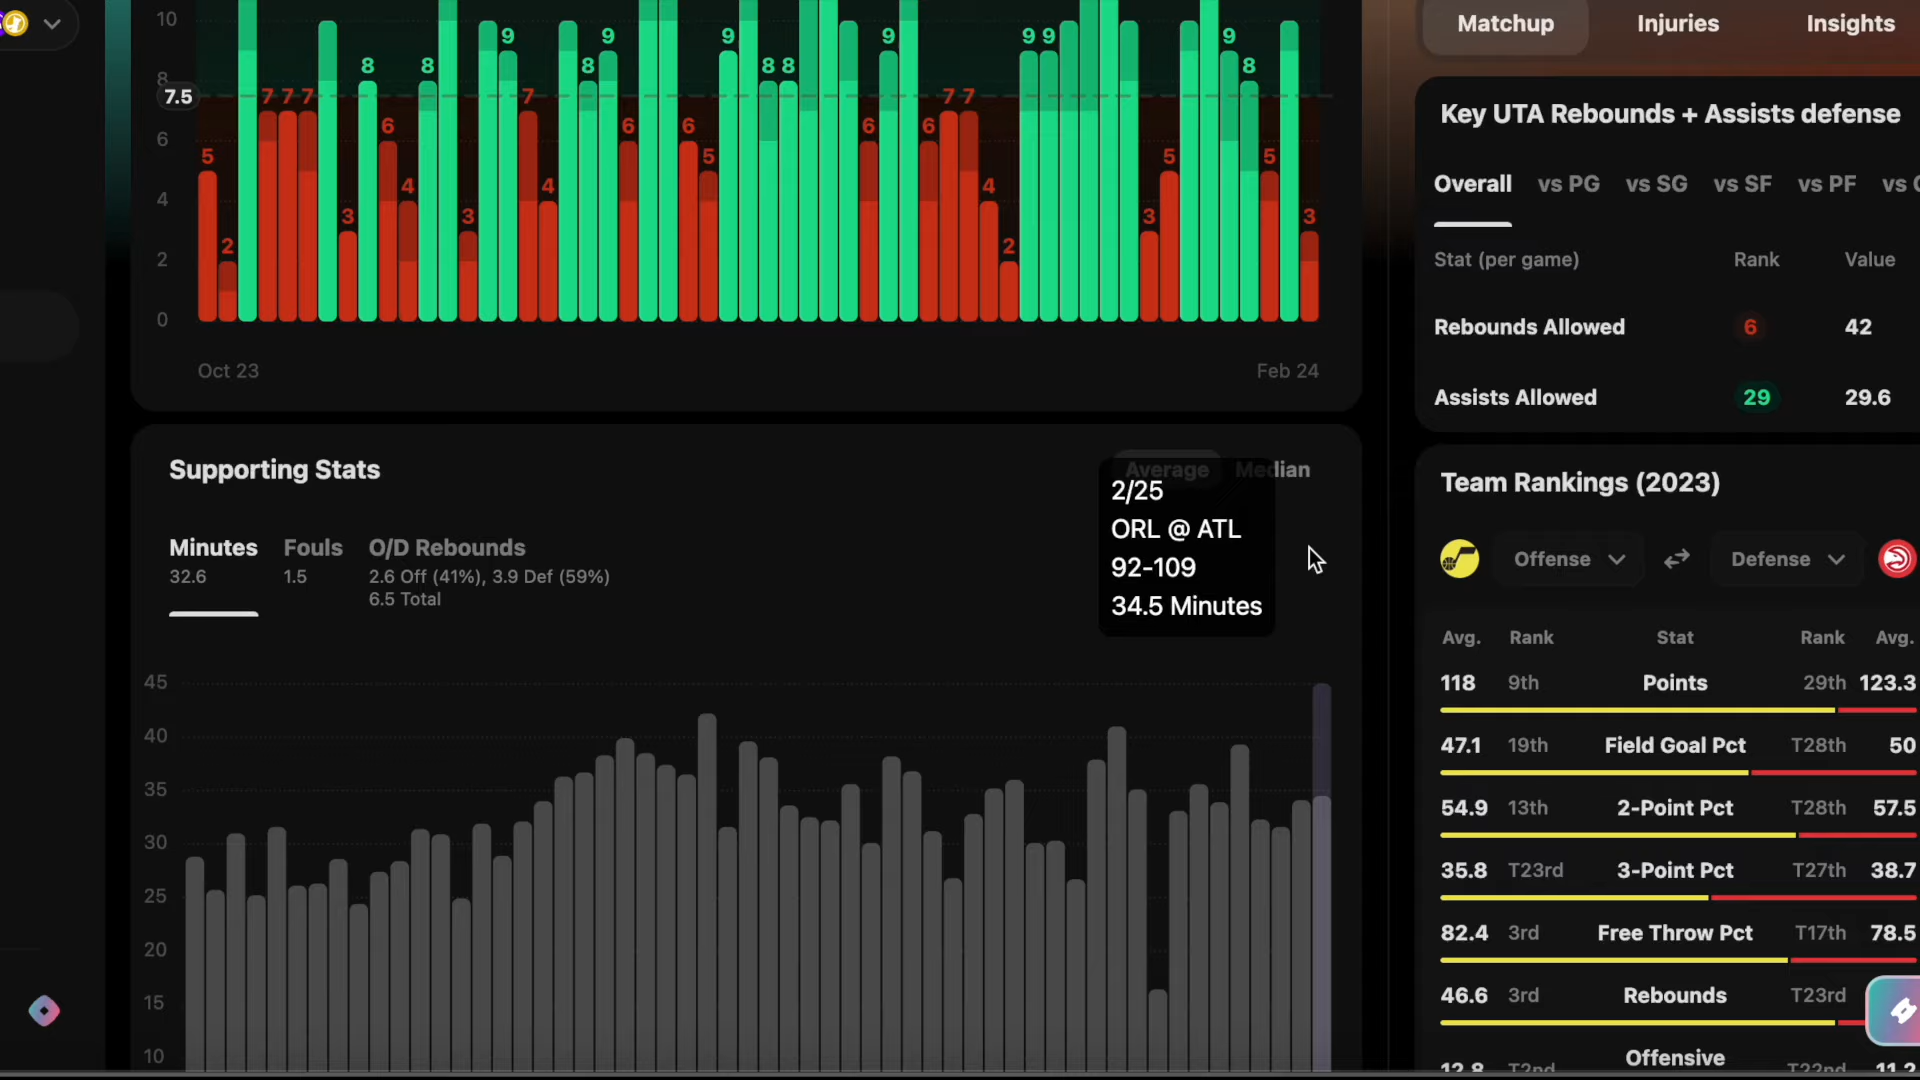 10
8
7.5
6
4
2
0
5 2 7 7 7 3 8 6 4 8 3 9 7 4 8 9 6 6 5 9 8 8 6 9 6 7 7 4 2 9 9 3 5 9 8 5 3
Oct 23
Feb 24
Supporting Stats
Average Median
Minutes
32.6
Fouls
1.5
O/D Rebounds
2.6 Off (41%), 3.9 Def (59%)
6.5 Total
2/25
ORL @ ATL
92-109
34.5 Minutes
45
40
35
30
25
20
15
10
Matchup Injuries Insights
Key UTA Rebounds + Assists defense
Overall vs PG vs SG vs SF vs PF vs
Stat (per game) Rank Value
Rebounds Allowed 6 42
Assists Allowed 29 29.6
Team Rankings (2023)
Offense Defense
Avg. Rank Stat Rank Avg.
118 9th Points 29th 123.3
47.1 19th Field Goal Pct T28th 50
54.9 13th 2-Point Pct T28th 57.5
35.8 T23rd 3-Point Pct T27th 38.7
82.4 3rd Free Throw Pct T17th 78.5
46.6 3rd Rebounds T23rd
Offensive
12.8 T2nd T22nd 11.2